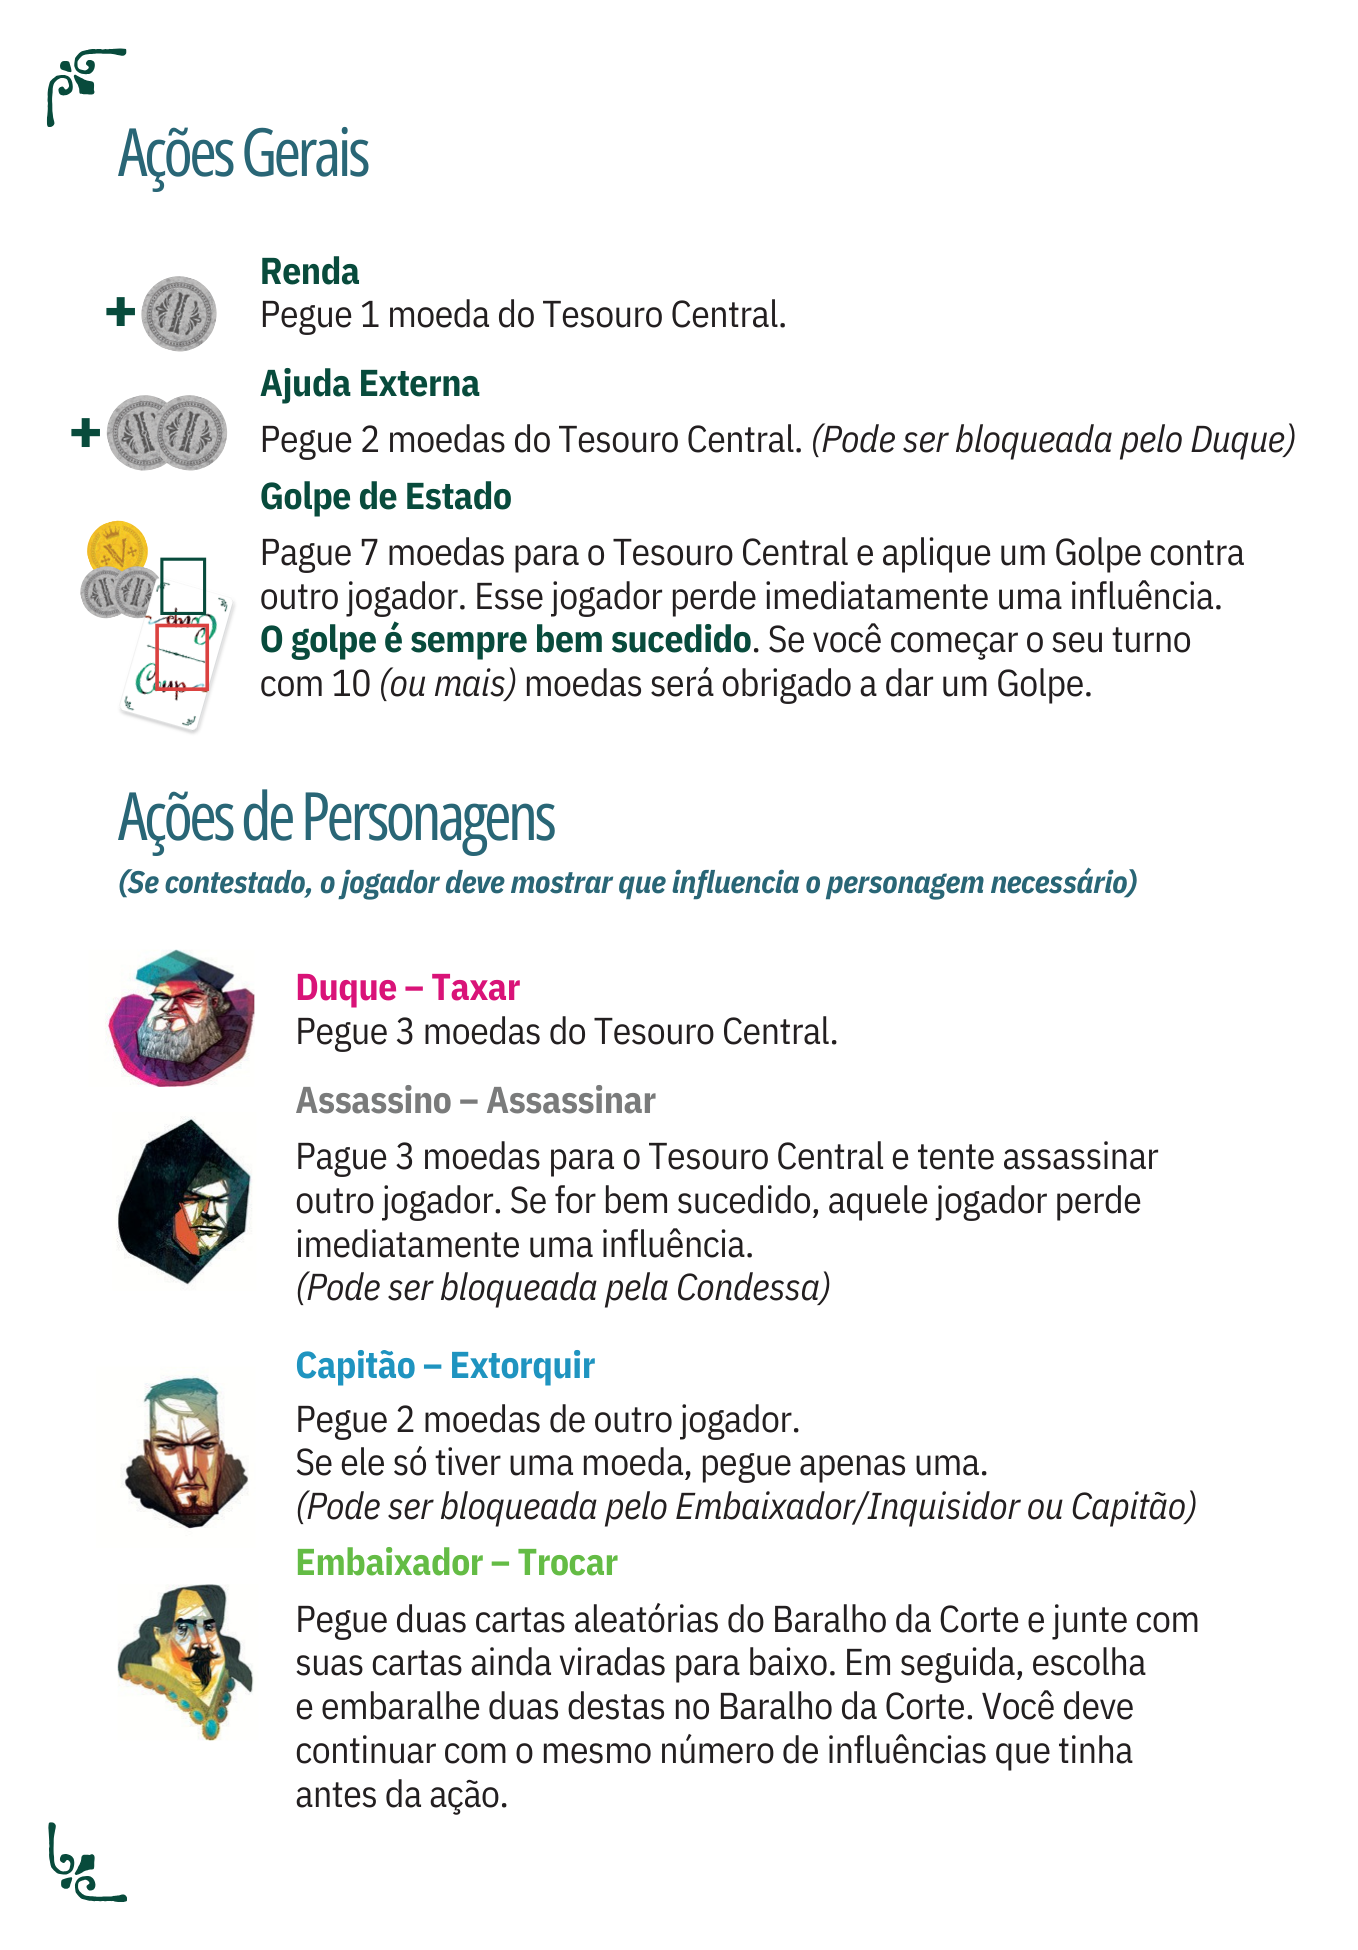 Ações Gerais
Renda
Pegue 1 moeda do Tesouro Central.
Ajuda Externa
Pegue 2 moedas do Tesouro Central. (Pode ser bloqueada pelo Duque)
Golpe de Estado
Pague 7 moedas para o Tesouro Central e aplique um Golpe contra
outro jogador. Esse jogador perde imediatamente uma influência.
O golpe é sempre bem sucedido. Se você começar o seu turno
com 10 (ou mais) moedas será obrigado a dar um Golpe.
V
Coup
Ações de Personagens
(Se contestado, o jogador deve mostrar que influencia o personagem necessário)
Duque – Taxar
Pegue 3 moedas do Tesouro Central.
Assassino – Assassinar
Pague 3 moedas para o Tesouro Central e tente assassinar
outro jogador. Se for bem sucedido, aquele jogador perde
imediatamente uma influência.
(Pode ser bloqueada pela Condessa)
Capitão – Extorquir
Pegue 2 moedas de outro jogador.
Se ele só tiver uma moeda, pegue apenas uma.
(Pode ser bloqueada pelo Embaixador/Inquisidor ou Capitão)
Embaixador – Trocar
Pegue duas cartas aleatórias do Baralho da Corte e junte com
suas cartas ainda viradas para baixo. Em seguida, escolha
e embaralhe duas destas no Baralho da Corte. Você deve
continuar com o mesmo número de influências que tinha
antes da ação.